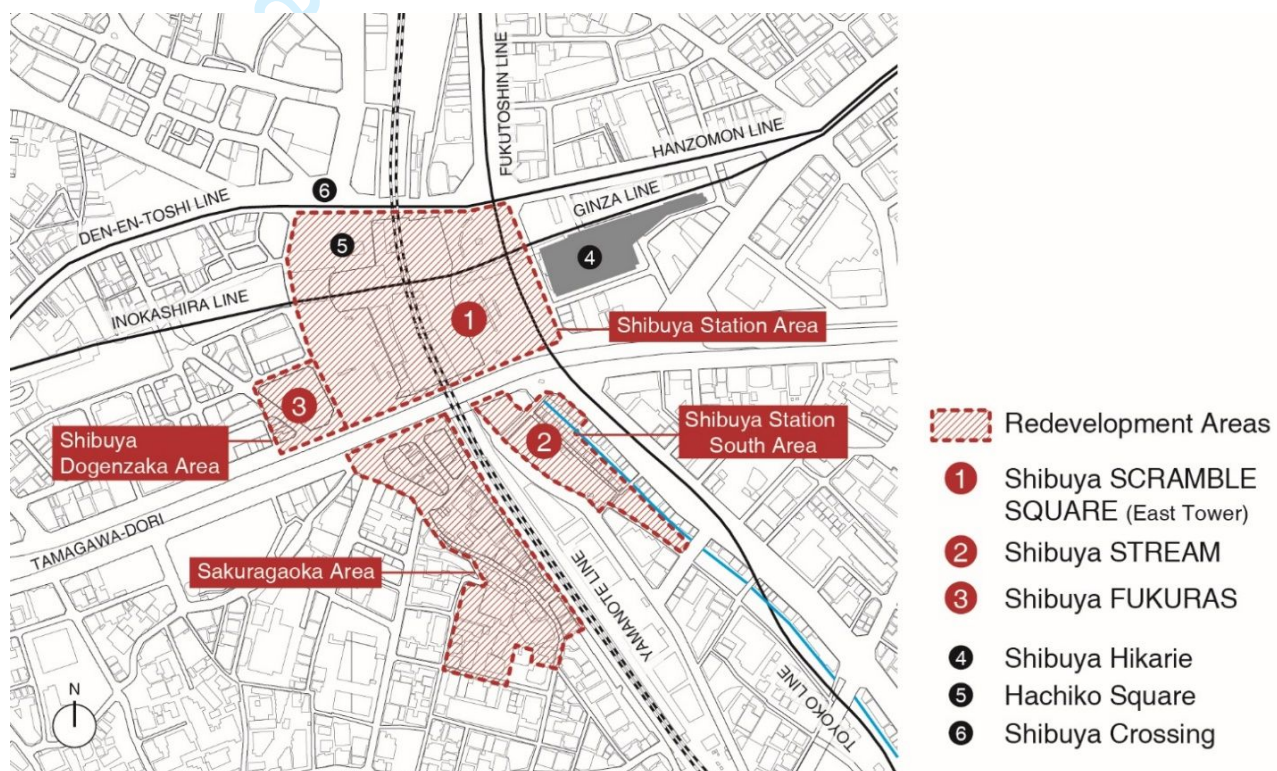 FUKUTOSHIN LINE
HANZOMON LINE
GINZA LINE
DEN-EN-TOSHI LINE
6
5
4
INOKASHIRA LINE
1
Shibuya Station Area
3
Shibuya
Dogenzaka Area
2
Shibuya Station
South Area
TAMAGAWA-DORI
Sakuragaoka Area
YAMANOTE LINE
TOYOKO LINE
N
Redevelopment Areas
1 Shibuya SCRAMBLE
SQUARE (East Tower)
2 Shibuya STREAM
3 Shibuya FUKURAS
4 Shibuya Hikarie
5 Hachiko Square
6 Shibuya Crossing